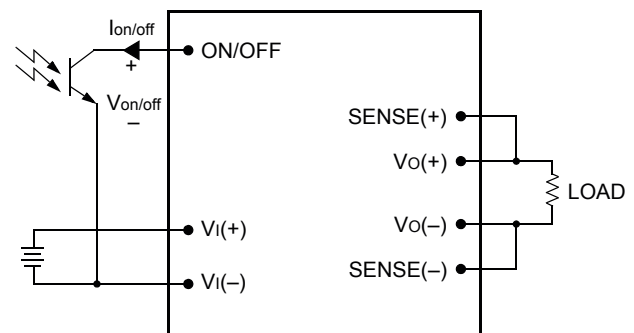 Ion/off
+
ON/OFF
Von/off
–
SENSE(+)
VO(+)
LOAD
VI(+)
VO(–)
VI(–)
SENSE(–)